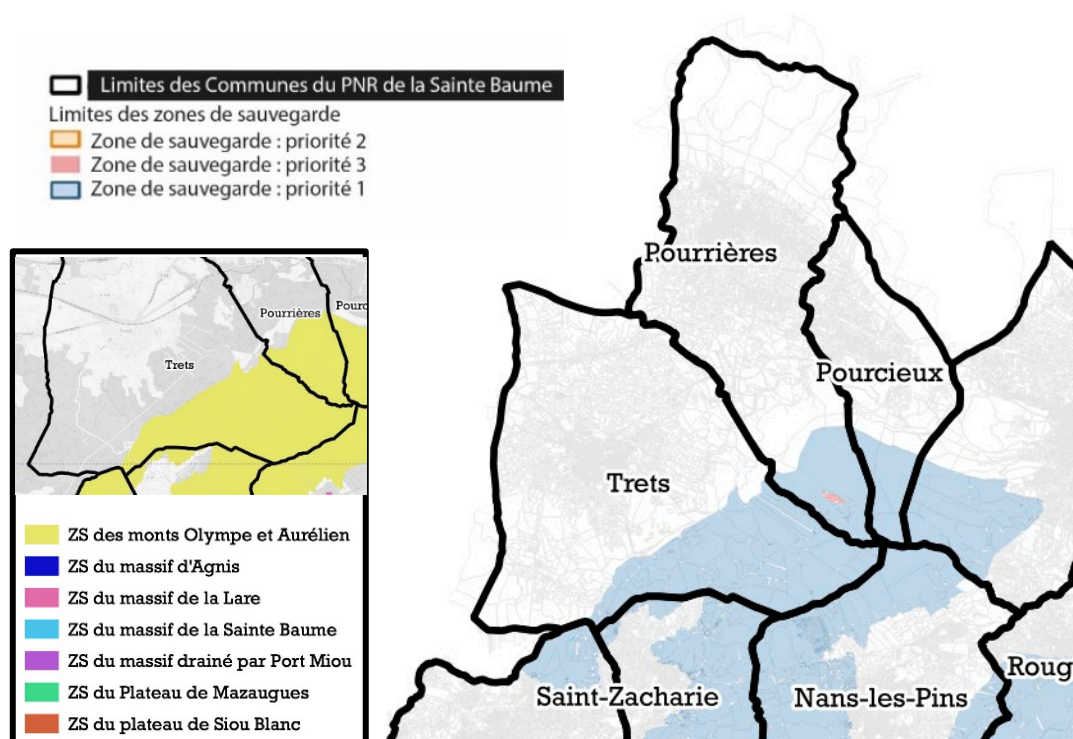 Limites des Communes du PNR de la Sainte Baume
Limites des zones de sauvegarde
Zone de sauvegarde : priorité 2
Zone de sauvegarde : priorité 3
Zone de sauvegarde : priorité 1
Pourrières
Pourcieux
Trets
Saint-Zacharie
Nans-les-Pins
Roug
Pourrières
Pourc
Trets
ZS des monts Olympe et Aurélien
ZS du massif d'Agnis
ZS du massif de la Lare
ZS du massif de la Sainte Baume
ZS du massif drainé par Port Miou
ZS du Plateau de Mazaugues
ZS du plateau de Siou Blanc